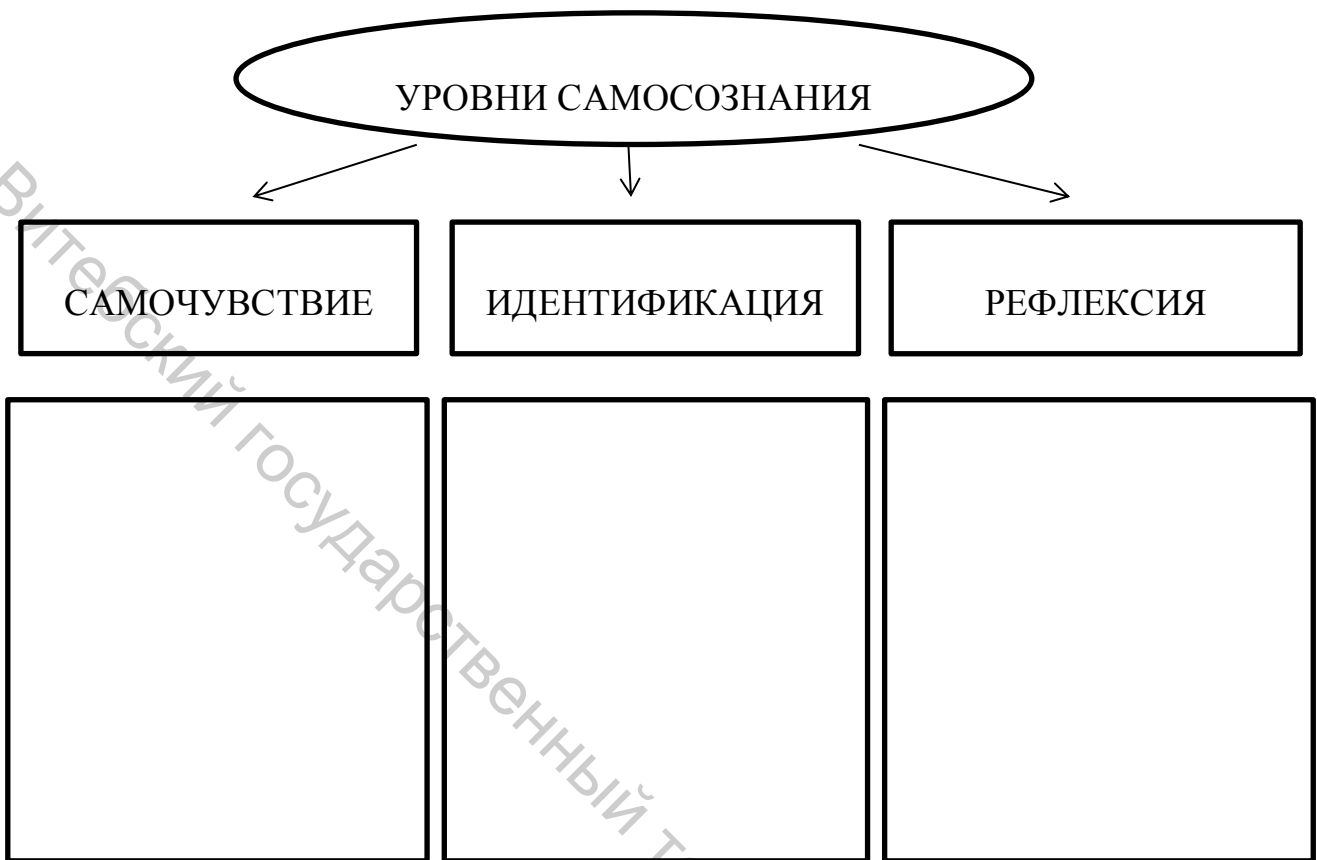 УРОВНИ САМОСОЗНАНИЯ
САМОЧУВСТВИЕ
ИДЕНТИФИКАЦИЯ
РЕФЛЕКСИЯ
Витебский государственный